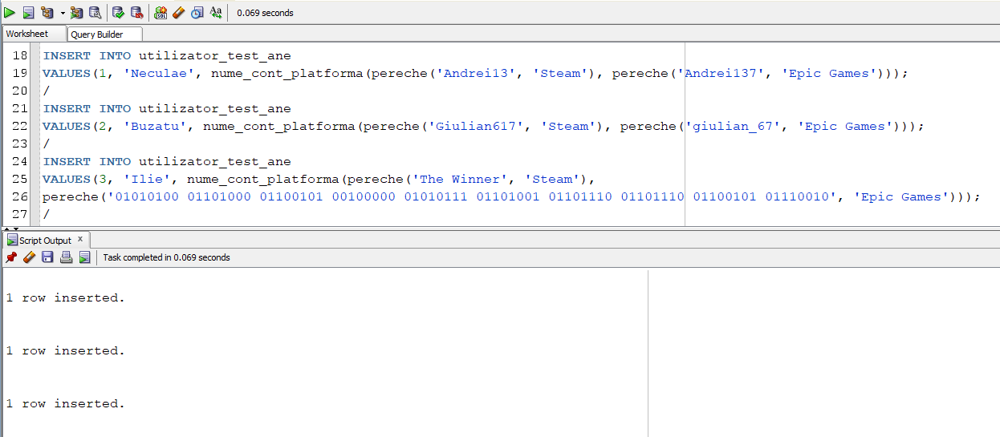 0.069 seconds
Worksheet Query Builder
18 INSERT INTO utilizator_test_ane
19 VALUES(1, 'Neculae', nume_cont_platforma(pereche('Andrei13', 'Steam'), pereche('Andrei137', 'Epic Games')));
20 /
21 INSERT INTO utilizator_test_ane
22 VALUES(2, 'Buzatu', nume_cont_platforma(pereche('Giulian617', 'Steam'), pereche('giulian_67', 'Epic Games')));
23 /
24 INSERT INTO utilizator_test_ane
25 VALUES(3, 'Ilie', nume_cont_platforma(pereche('The Winner', 'Steam'),
26 pereche('01010100 01101000 01100101 00100000 01010111 01101001 01101110 01101110 01100101 01110010', 'Epic Games')));
27 /
Script Output x
Task completed in 0.069 seconds
1 row inserted.
1 row inserted.
1 row inserted.